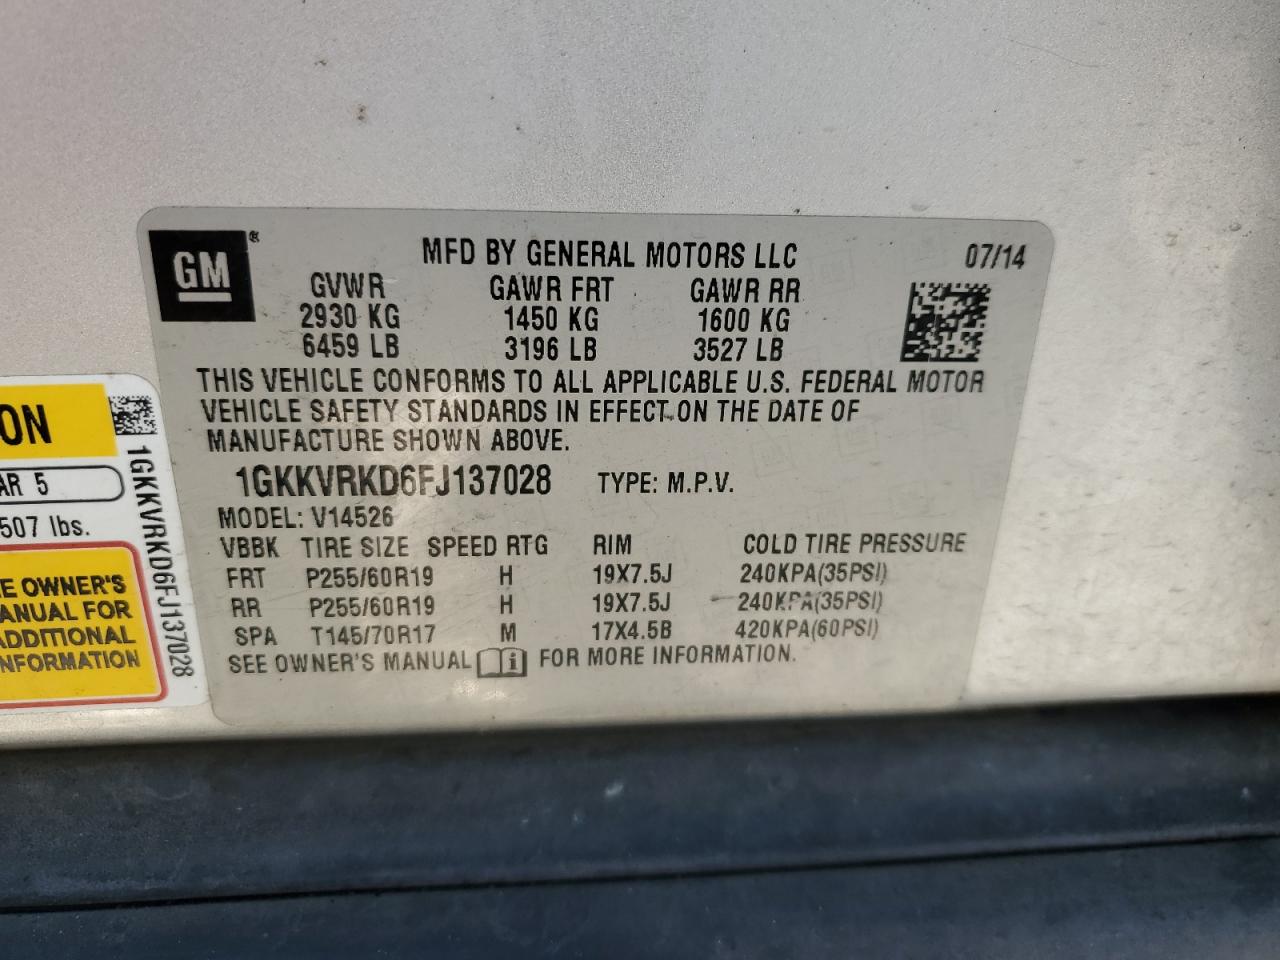 GM
®
MFD BY GENERAL MOTORS LLC 07/14
GVWR GAWR FRT GAWR RR
2930 KG 1450 KG 1600 KG
6459 LB 3196 LB 3527 LB
THIS VEHICLE CONFORMS TO ALL APPLICABLE U.S. FEDERAL MOTOR
VEHICLE SAFETY STANDARDS IN EFFECT ON THE DATE OF
MANUFACTURE SHOWN ABOVE.
1GKKVRKD6FJ137028 TYPE: M.P.V.
MODEL: V14526
VBBK TIRE SIZE SPEED RTG RIM COLD TIRE PRESSURE
FRT P255/60R19 H 19X7.5J 240KPA(35PSI)
RR P255/60R19 H 19X7.5J 240KPA(35PSI)
SPA T145/70R17 M 17X4.5B 420KPA(60PSI)
SEE OWNER'S MANUAL i FOR MORE INFORMATION.
ON
AR 5
507 lbs.
E OWNER'S
ANUAL FOR
ADDITIONAL
NFORMATION
1GKKVRKD6FJ137028